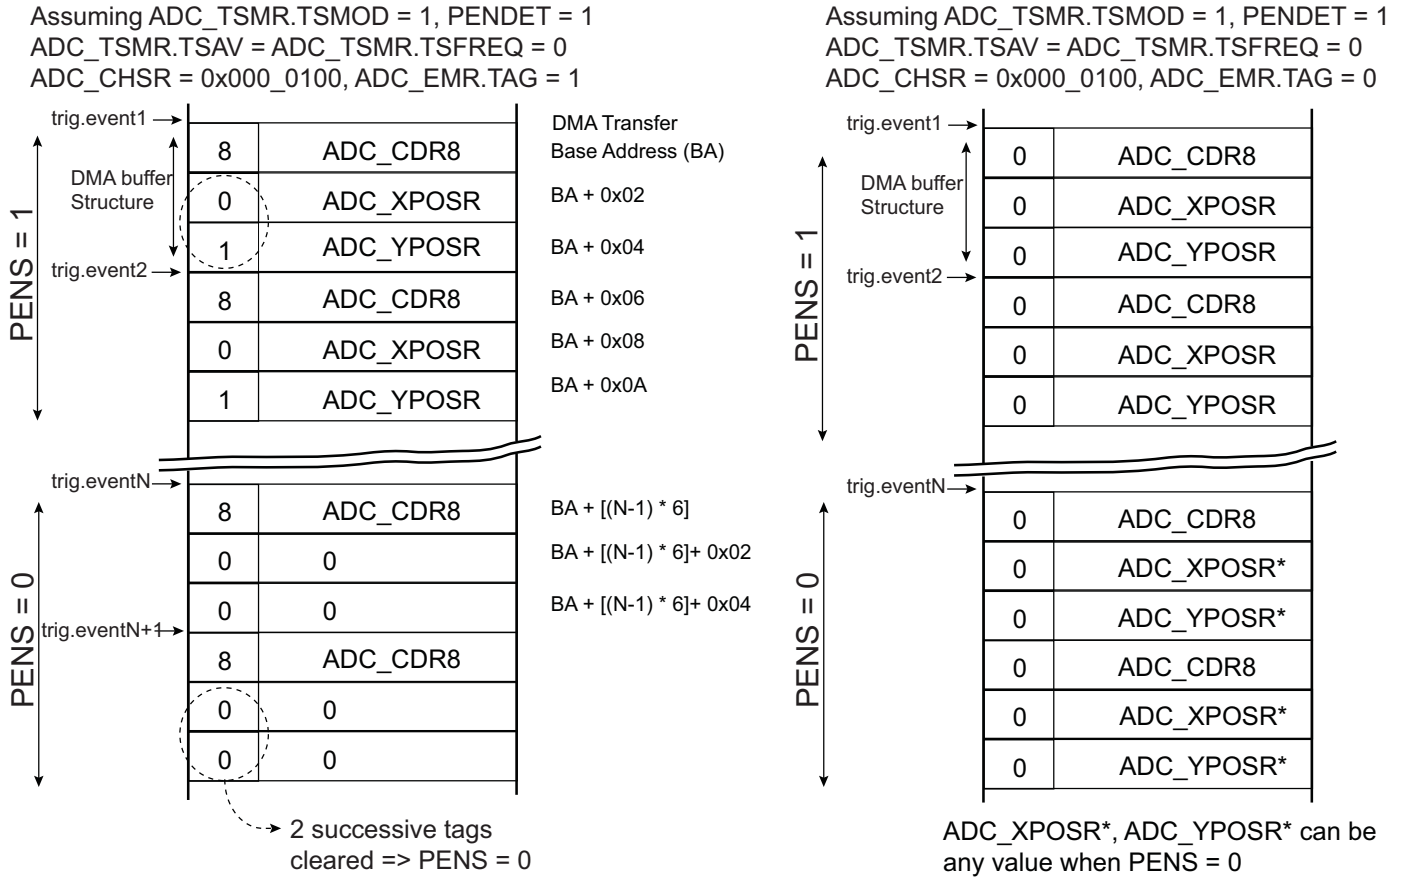 Assuming ADC_TSMR.TSMOD = 1, PENDET = 1
ADC_TSMR.TSAV = ADC_TSMR.TSFREQ = 0
ADC_CHSR = 0x000_0100, ADC_EMR.TAG = 1
trig.event1
DMA Transfer
8 ADC_CDR8 Base Address (BA)
DMA buffer
Structure
0 ADC_XPOSR BA + 0x02
1 ADC_YPOSR BA + 0x04
PENS = 1
trig.event2
8 ADC_CDR8 BA + 0x06
0 ADC_XPOSR BA + 0x08
1 ADC_YPOSR BA + 0x0A
trig.eventN
8 ADC_CDR8 BA + [(N-1) * 6]
0 0 BA + [(N-1) * 6]+ 0x02
0 0 BA + [(N-1) * 6]+ 0x04
PENS = 0
trig.eventN+1
8 ADC_CDR8
0 0
0 0
2 successive tags
cleared => PENS = 0
Assuming ADC_TSMR.TSMOD = 1, PENDET = 1
ADC_TSMR.TSAV = ADC_TSMR.TSFREQ = 0
ADC_CHSR = 0x000_0100, ADC_EMR.TAG = 0
trig.event1
0 ADC_CDR8
DMA buffer
Structure
0 ADC_XPOSR
0 ADC_YPOSR
PENS = 1
trig.event2
0 ADC_CDR8
0 ADC_XPOSR
0 ADC_YPOSR
trig.eventN
0 ADC_CDR8
0 ADC_XPOSR*
0 ADC_YPOSR*
PENS = 0
0 ADC_CDR8
0 ADC_XPOSR*
0 ADC_YPOSR*
ADC_XPOSR*, ADC_YPOSR* can be
any value when PENS = 0